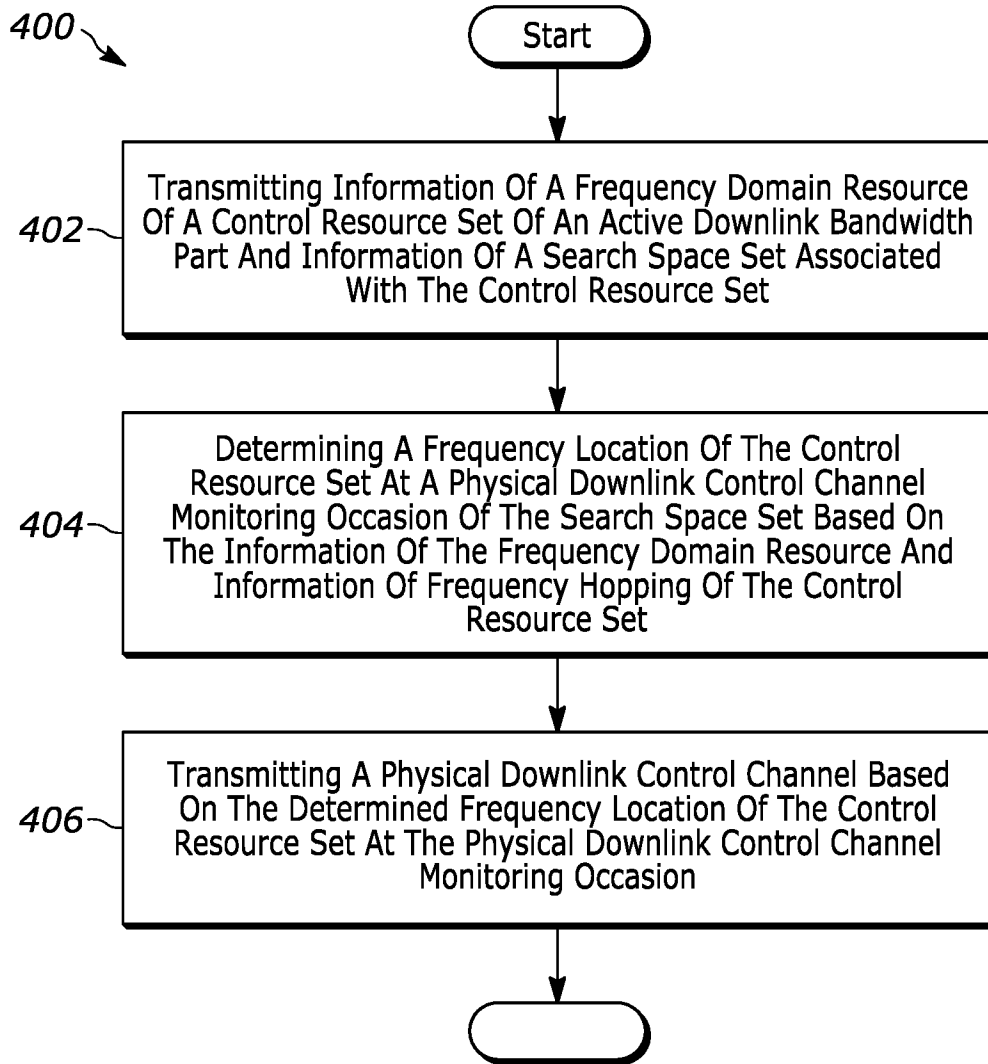 400
Start
402
Transmitting Information Of A Frequency Domain Resource
Of A Control Resource Set Of An Active Downlink Bandwidth
Part And Information Of A Search Space Set Associated
With The Control Resource Set
404
Determining A Frequency Location Of The Control
Resource Set At A Physical Downlink Control Channel
Monitoring Occasion Of The Search Space Set Based On
The Information Of The Frequency Domain Resource And
Information Of Frequency Hopping Of The Control
Resource Set
406
Transmitting A Physical Downlink Control Channel Based
On The Determined Frequency Location Of The Control
Resource Set At The Physical Downlink Control Channel
Monitoring Occasion